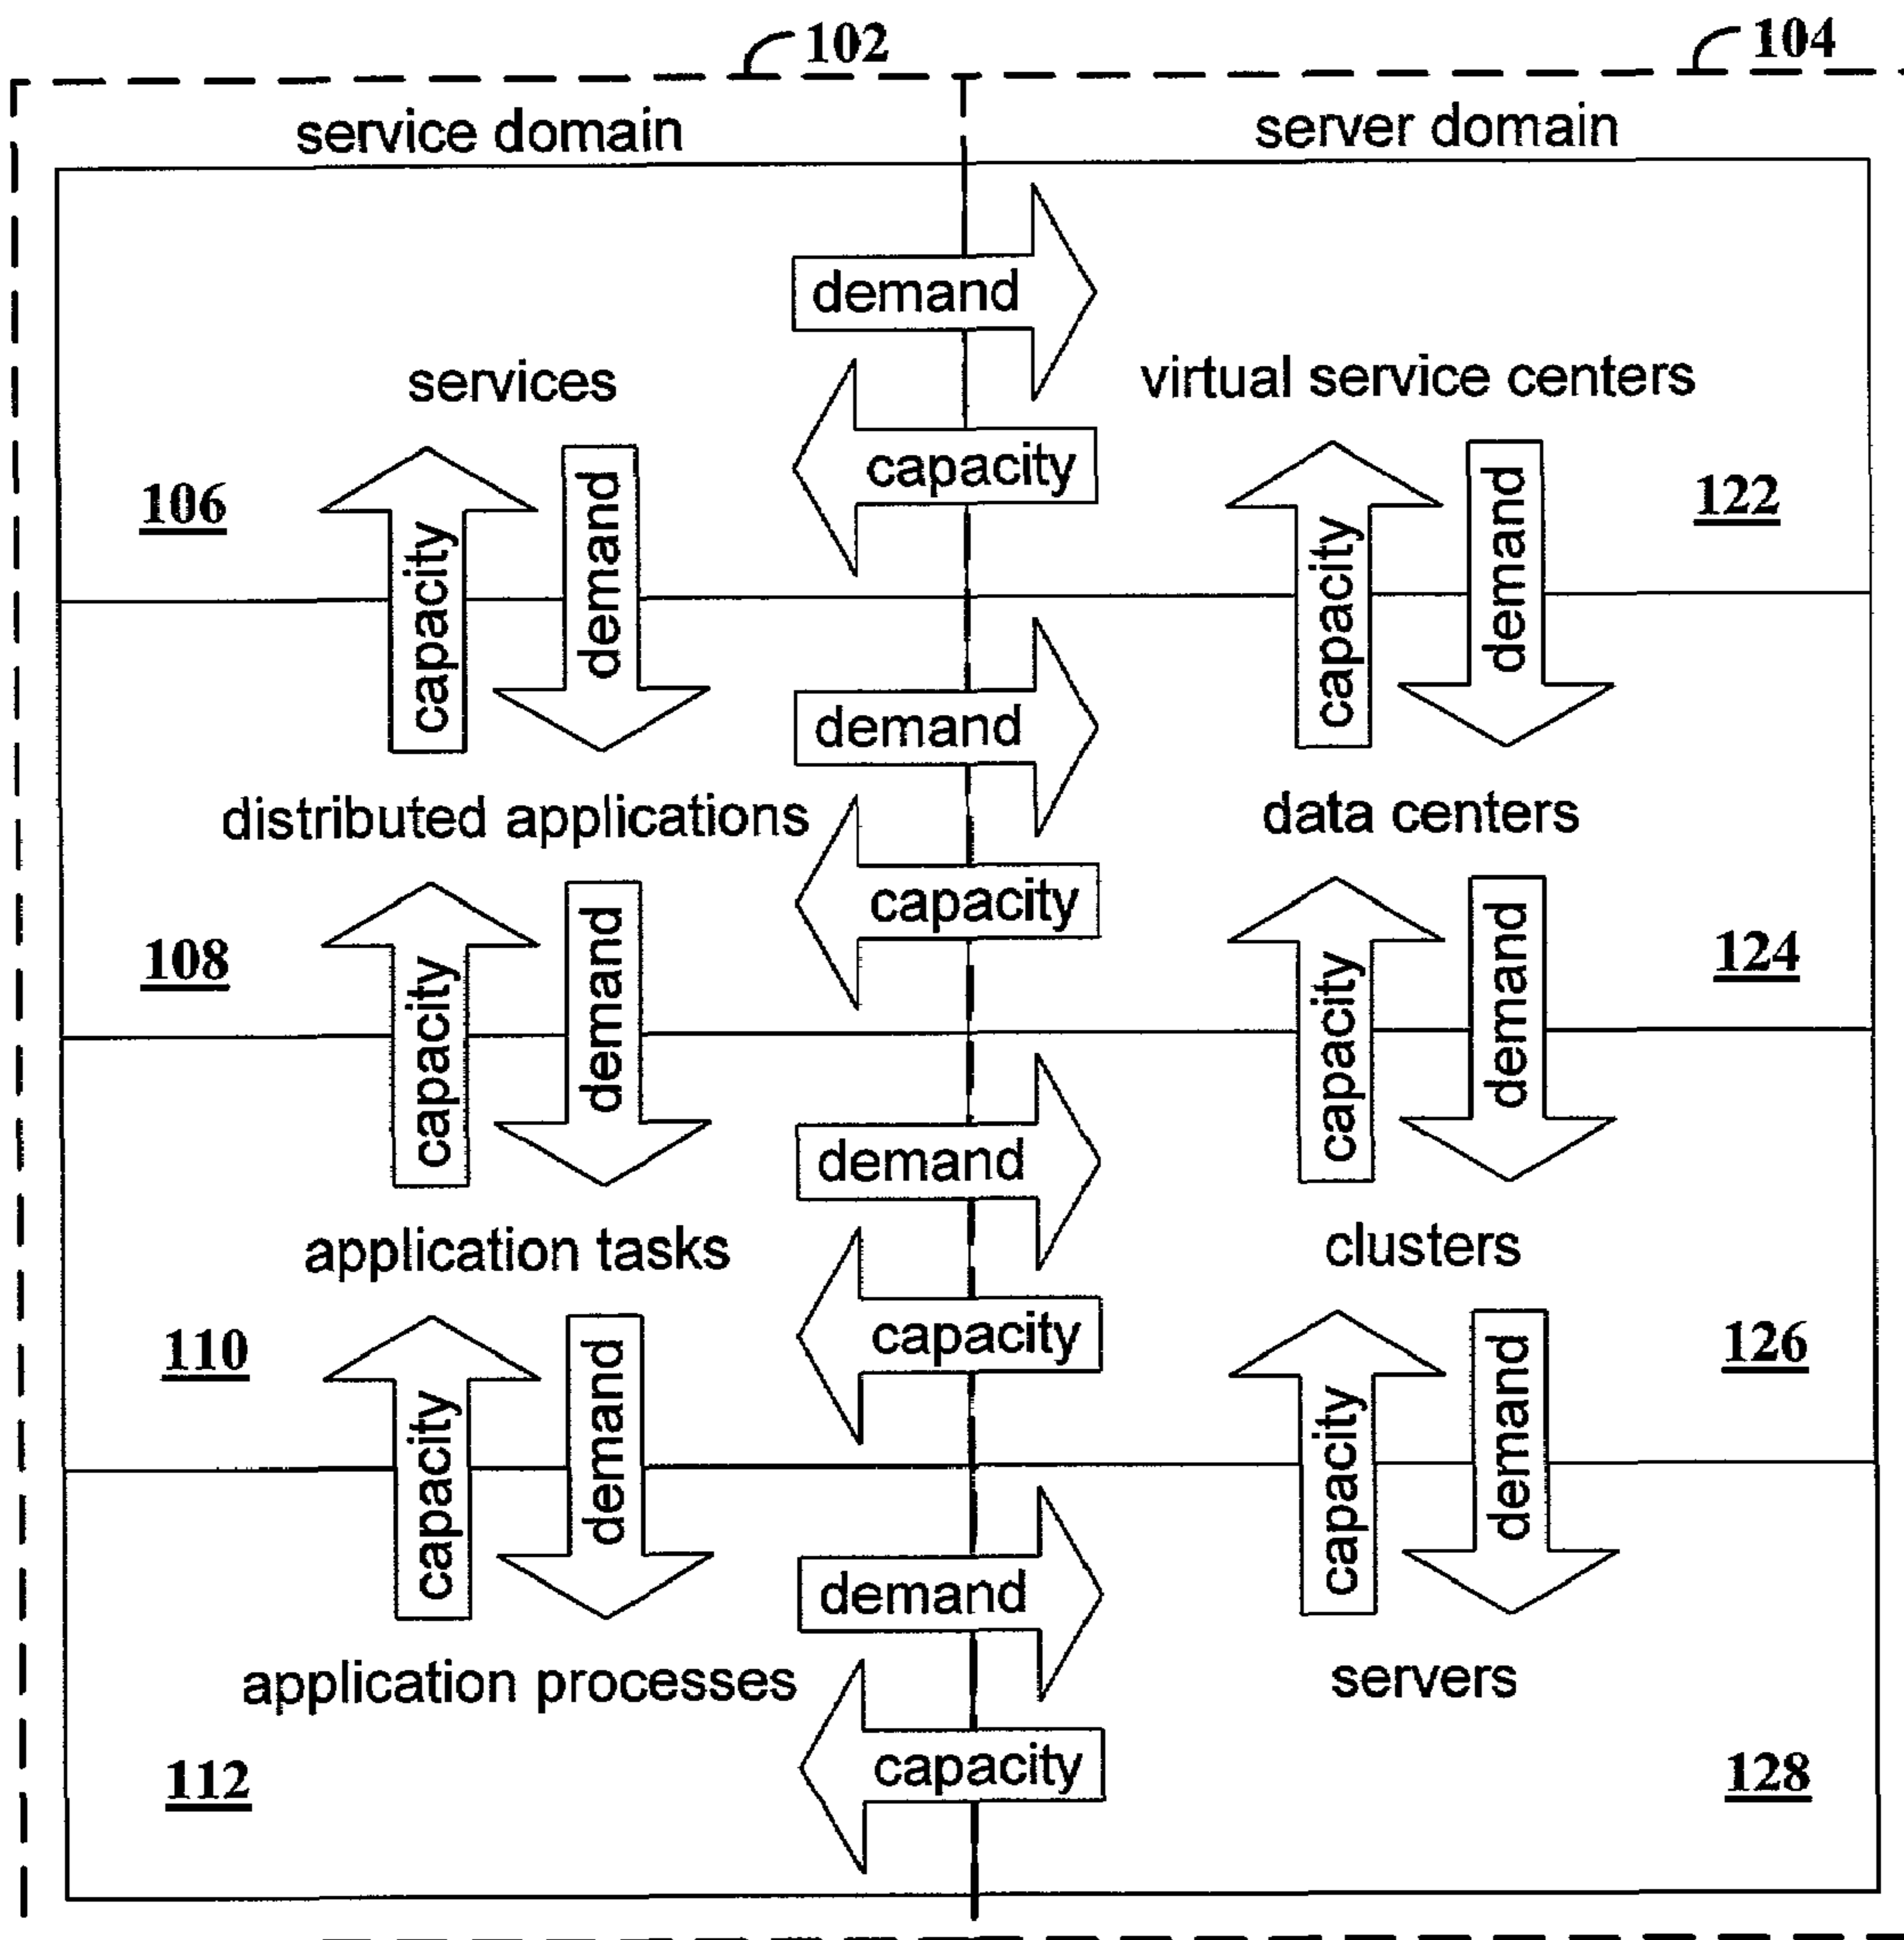 102
104
service domain
server domain
demand
services
virtual service centers
capacity
106
capacity
demand
capacity
demand
122
demand
distributed applications
data centers
capacity
108
capacity
demand
capacity
demand
124
demand
application tasks
clusters
capacity
110
capacity
demand
capacity
demand
126
demand
application processes
servers
capacity
112
128